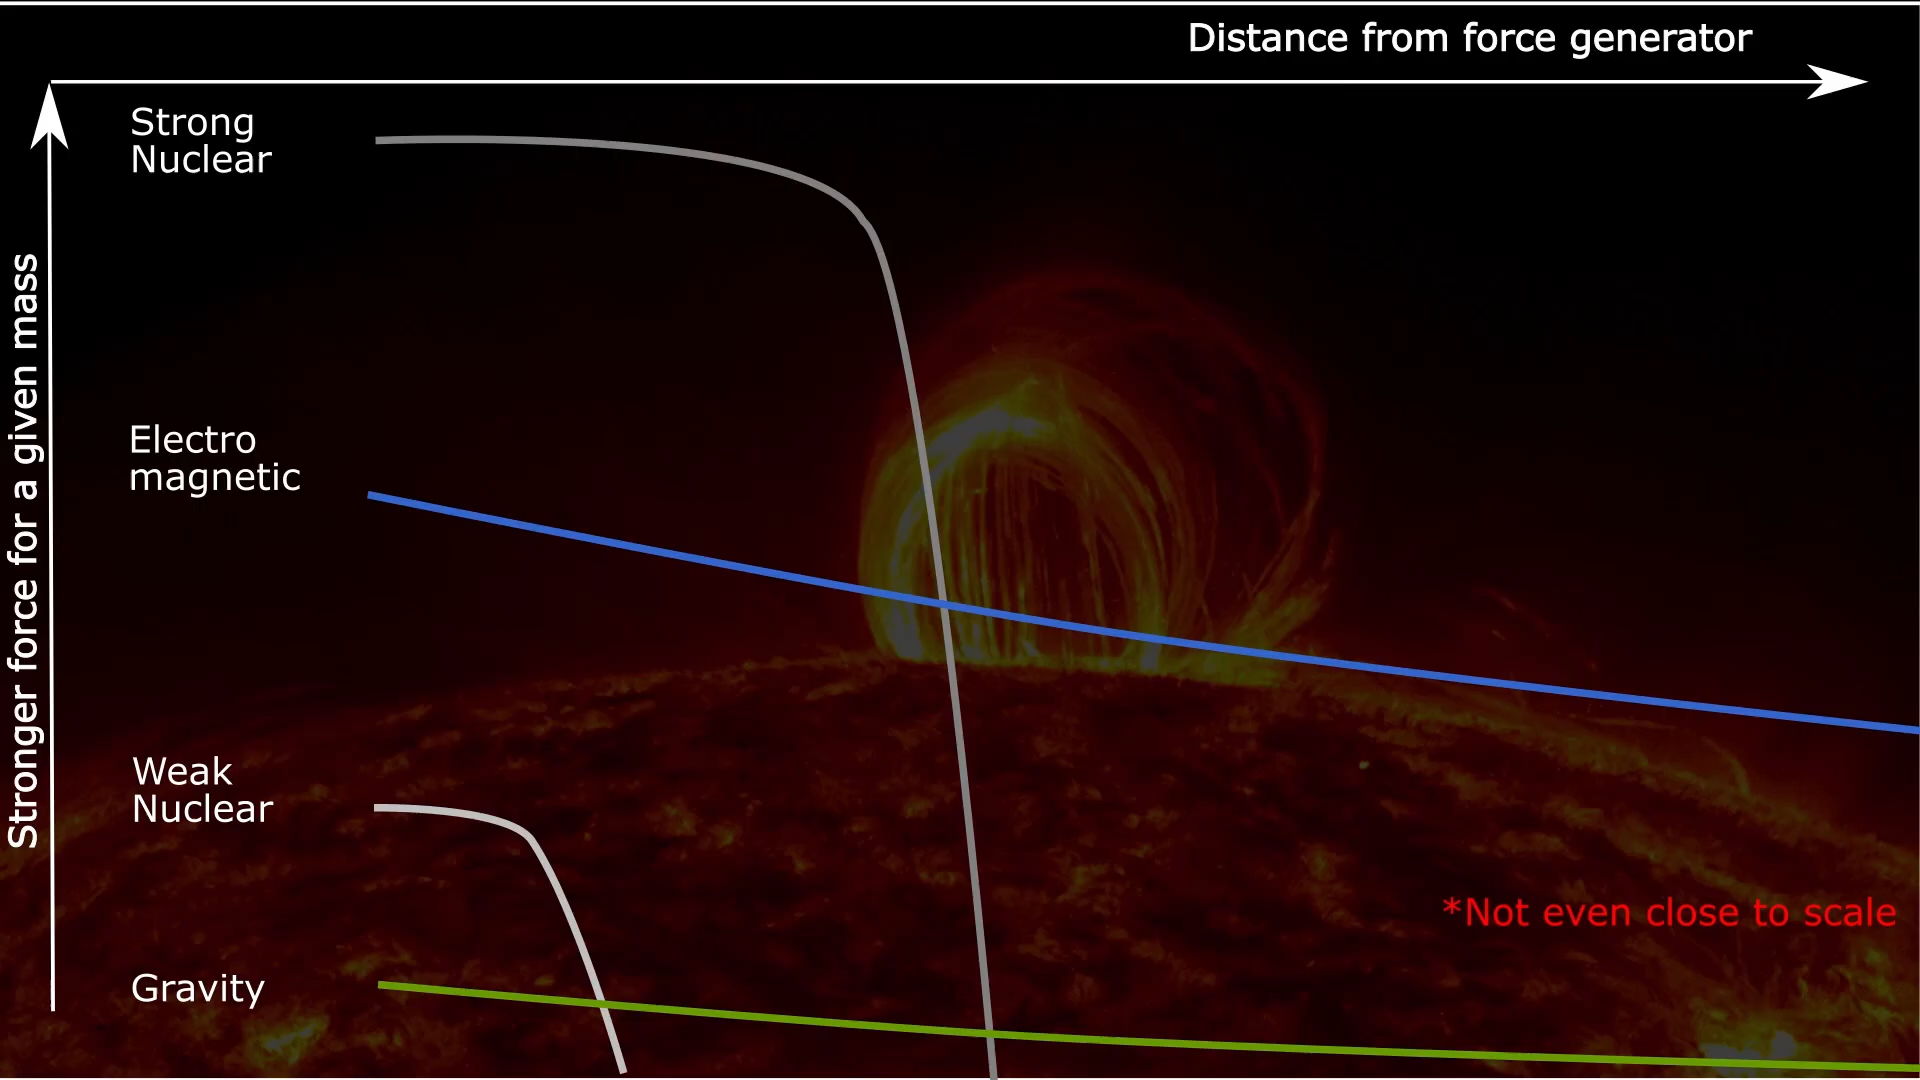 Distance from force generator
Stronger force for a given mass
Strong
Nuclear
Electro
magnetic
Weak
Nuclear
*Not even close to scale
Gravity